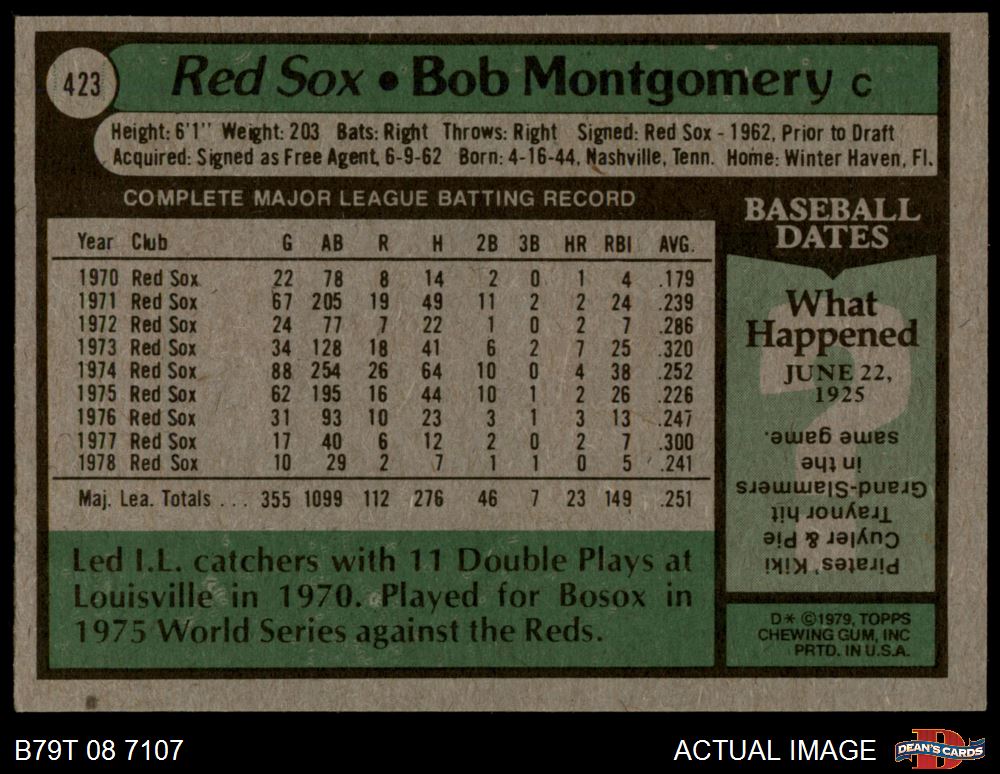 423
Red Sox • Bob Montgomery C
Height: 6'1" Weight: 203 Bats: Right Throws: Right Signed: Red Sox - 1962, Prior to Draft
Acquired: Signed as Free Agent, 6-9-62 Born: 4-16-44, Nashville, Tenn. Home: Winter Haven, Fl.
COMPLETE MAJOR LEAGUE BATTING RECORD
Year Club G AB R H 2B 3B HR RBI AVG.
1970 Red Sox 22 78 8 14 2 0 1 4 .179
1971 Red Sox 67 205 19 49 11 2 2 24 .239
1972 Red Sox 24 77 7 22 1 0 2 7 .286
1973 Red Sox 34 128 18 41 6 2 7 25 .320
1974 Red Sox 88 254 26 64 10 0 4 38 .252
1975 Red Sox 62 195 16 44 10 1 2 26 .226
1976 Red Sox 31 93 10 23 3 1 3 13 .247
1977 Red Sox 17 40 6 12 2 0 2 7 .300
1978 Red Sox 10 29 2 7 1 1 0 5 .241
Maj. Lea. Totals ... 355 1099 112 276 46 7 23 149 .251
Led I.L. catchers with 11 Double Plays at
Louisville in 1970. Played for Bosox in
1975 World Series against the Reds.
BASEBALL
DATES
What
Happened
JUNE 22,
1925
Pirates' Kiki
Cuyler & Pie
Traynor hit
Grand-Slammers
in the
same game.
D* ©1979, TOPPS
CHEWING GUM, INC
PRTD. IN U.S.A.
B79T 08 7107
ACTUAL IMAGE
D
DEAN'S CARDS